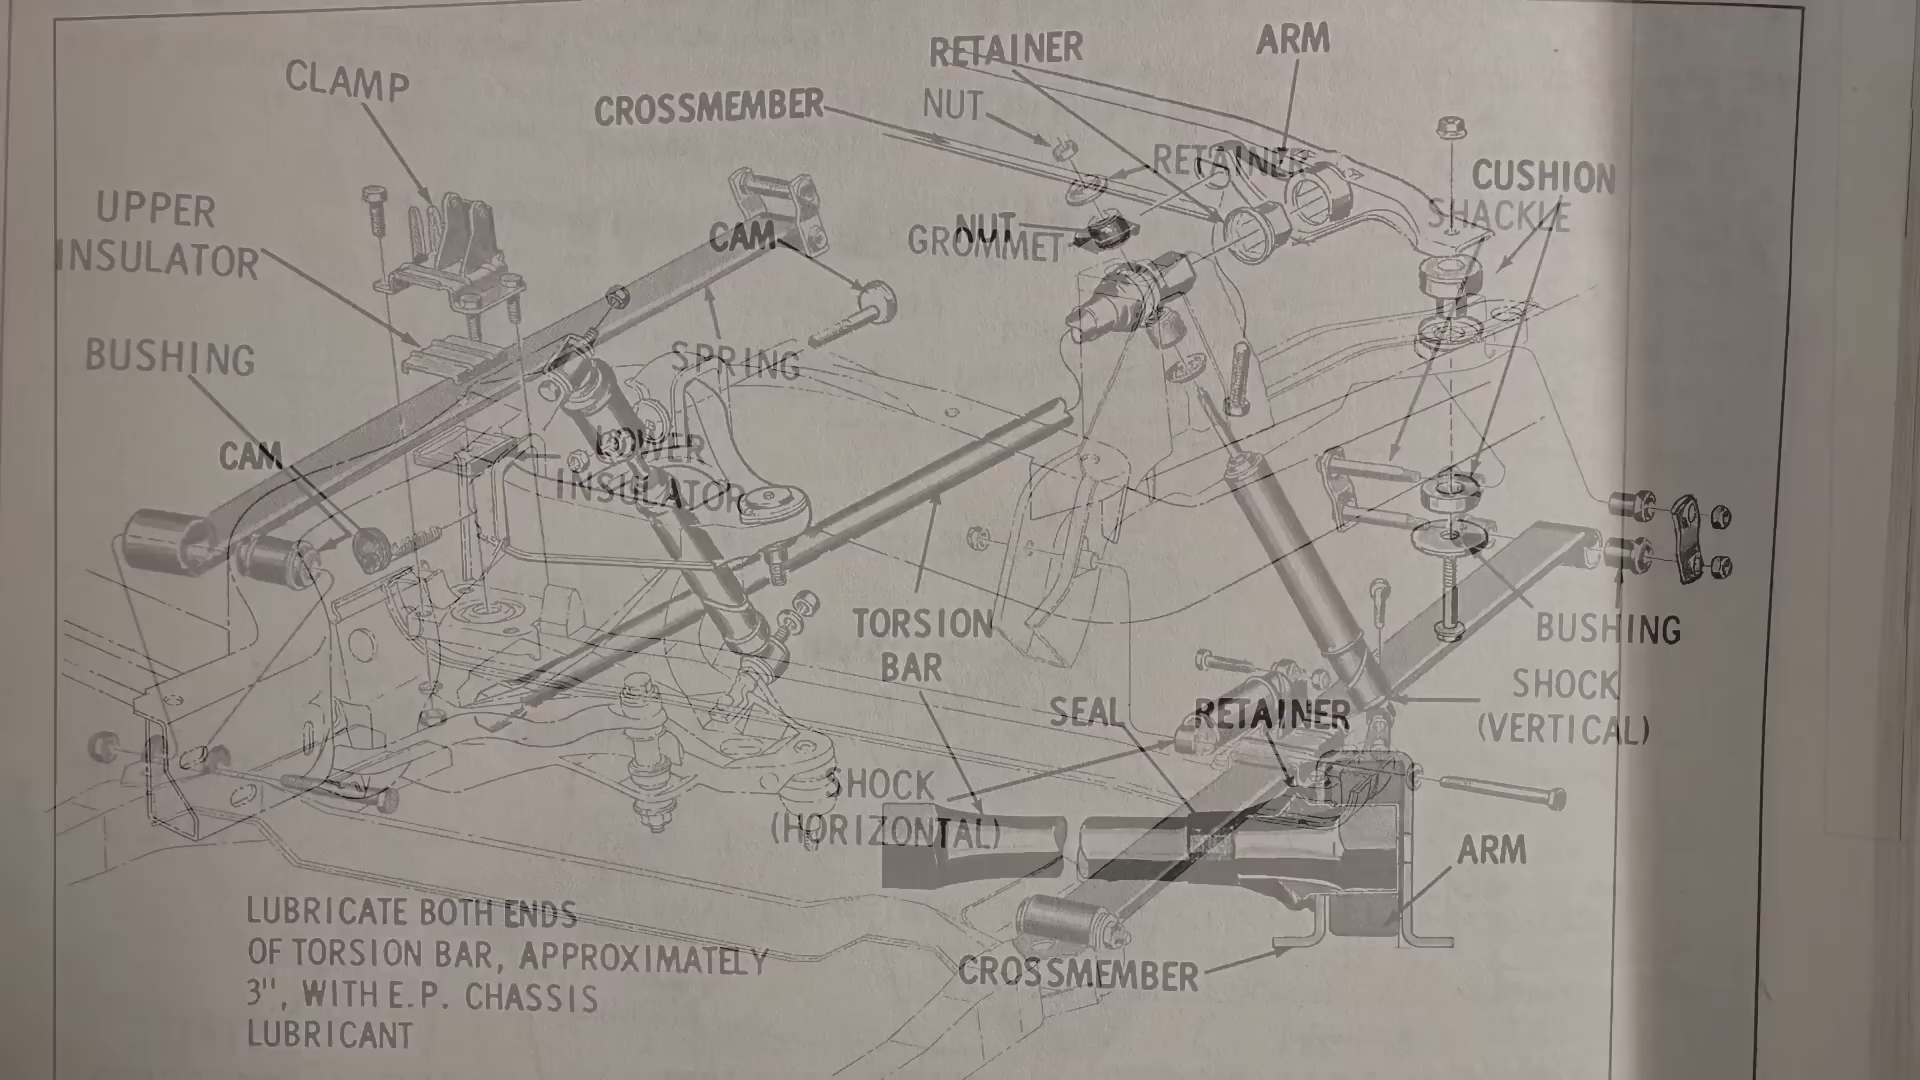 RETAINER
ARM
CLAMP
CROSSMEMBER
NUT
RETAINER
CUSHION
SHACKLE
UPPER
INSULATOR
NUT
CAM
GROMMET
BUSHING
SPRING
CAM
LOWER
INSULATOR
TORSION
BAR
BUSHING
SHOCK
(VERTICAL)
SEAL
RETAINER
SHOCK
(HORIZONTAL)
ARM
LUBRICATE BOTH ENDS
OF TORSION BAR, APPROXIMATELY
3", WITH E.P. CHASSIS
LUBRICANT
CROSSMEMBER